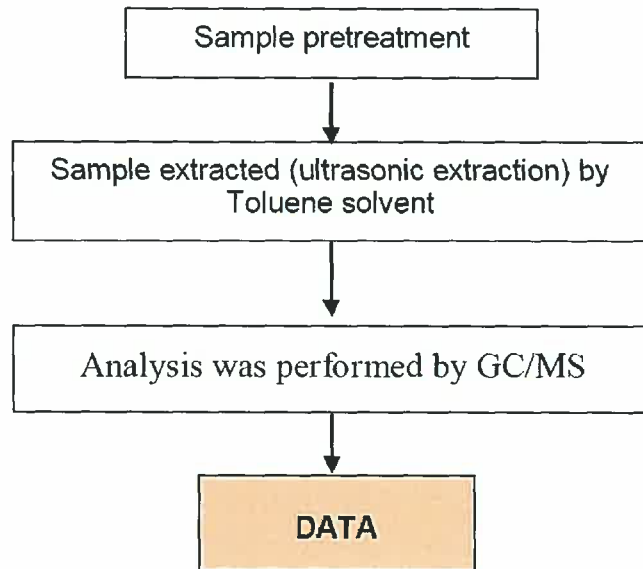 Sample pretreatment
Sample extracted (ultrasonic extraction) by
Toluene solvent
Analysis was performed by GC/MS
DATA